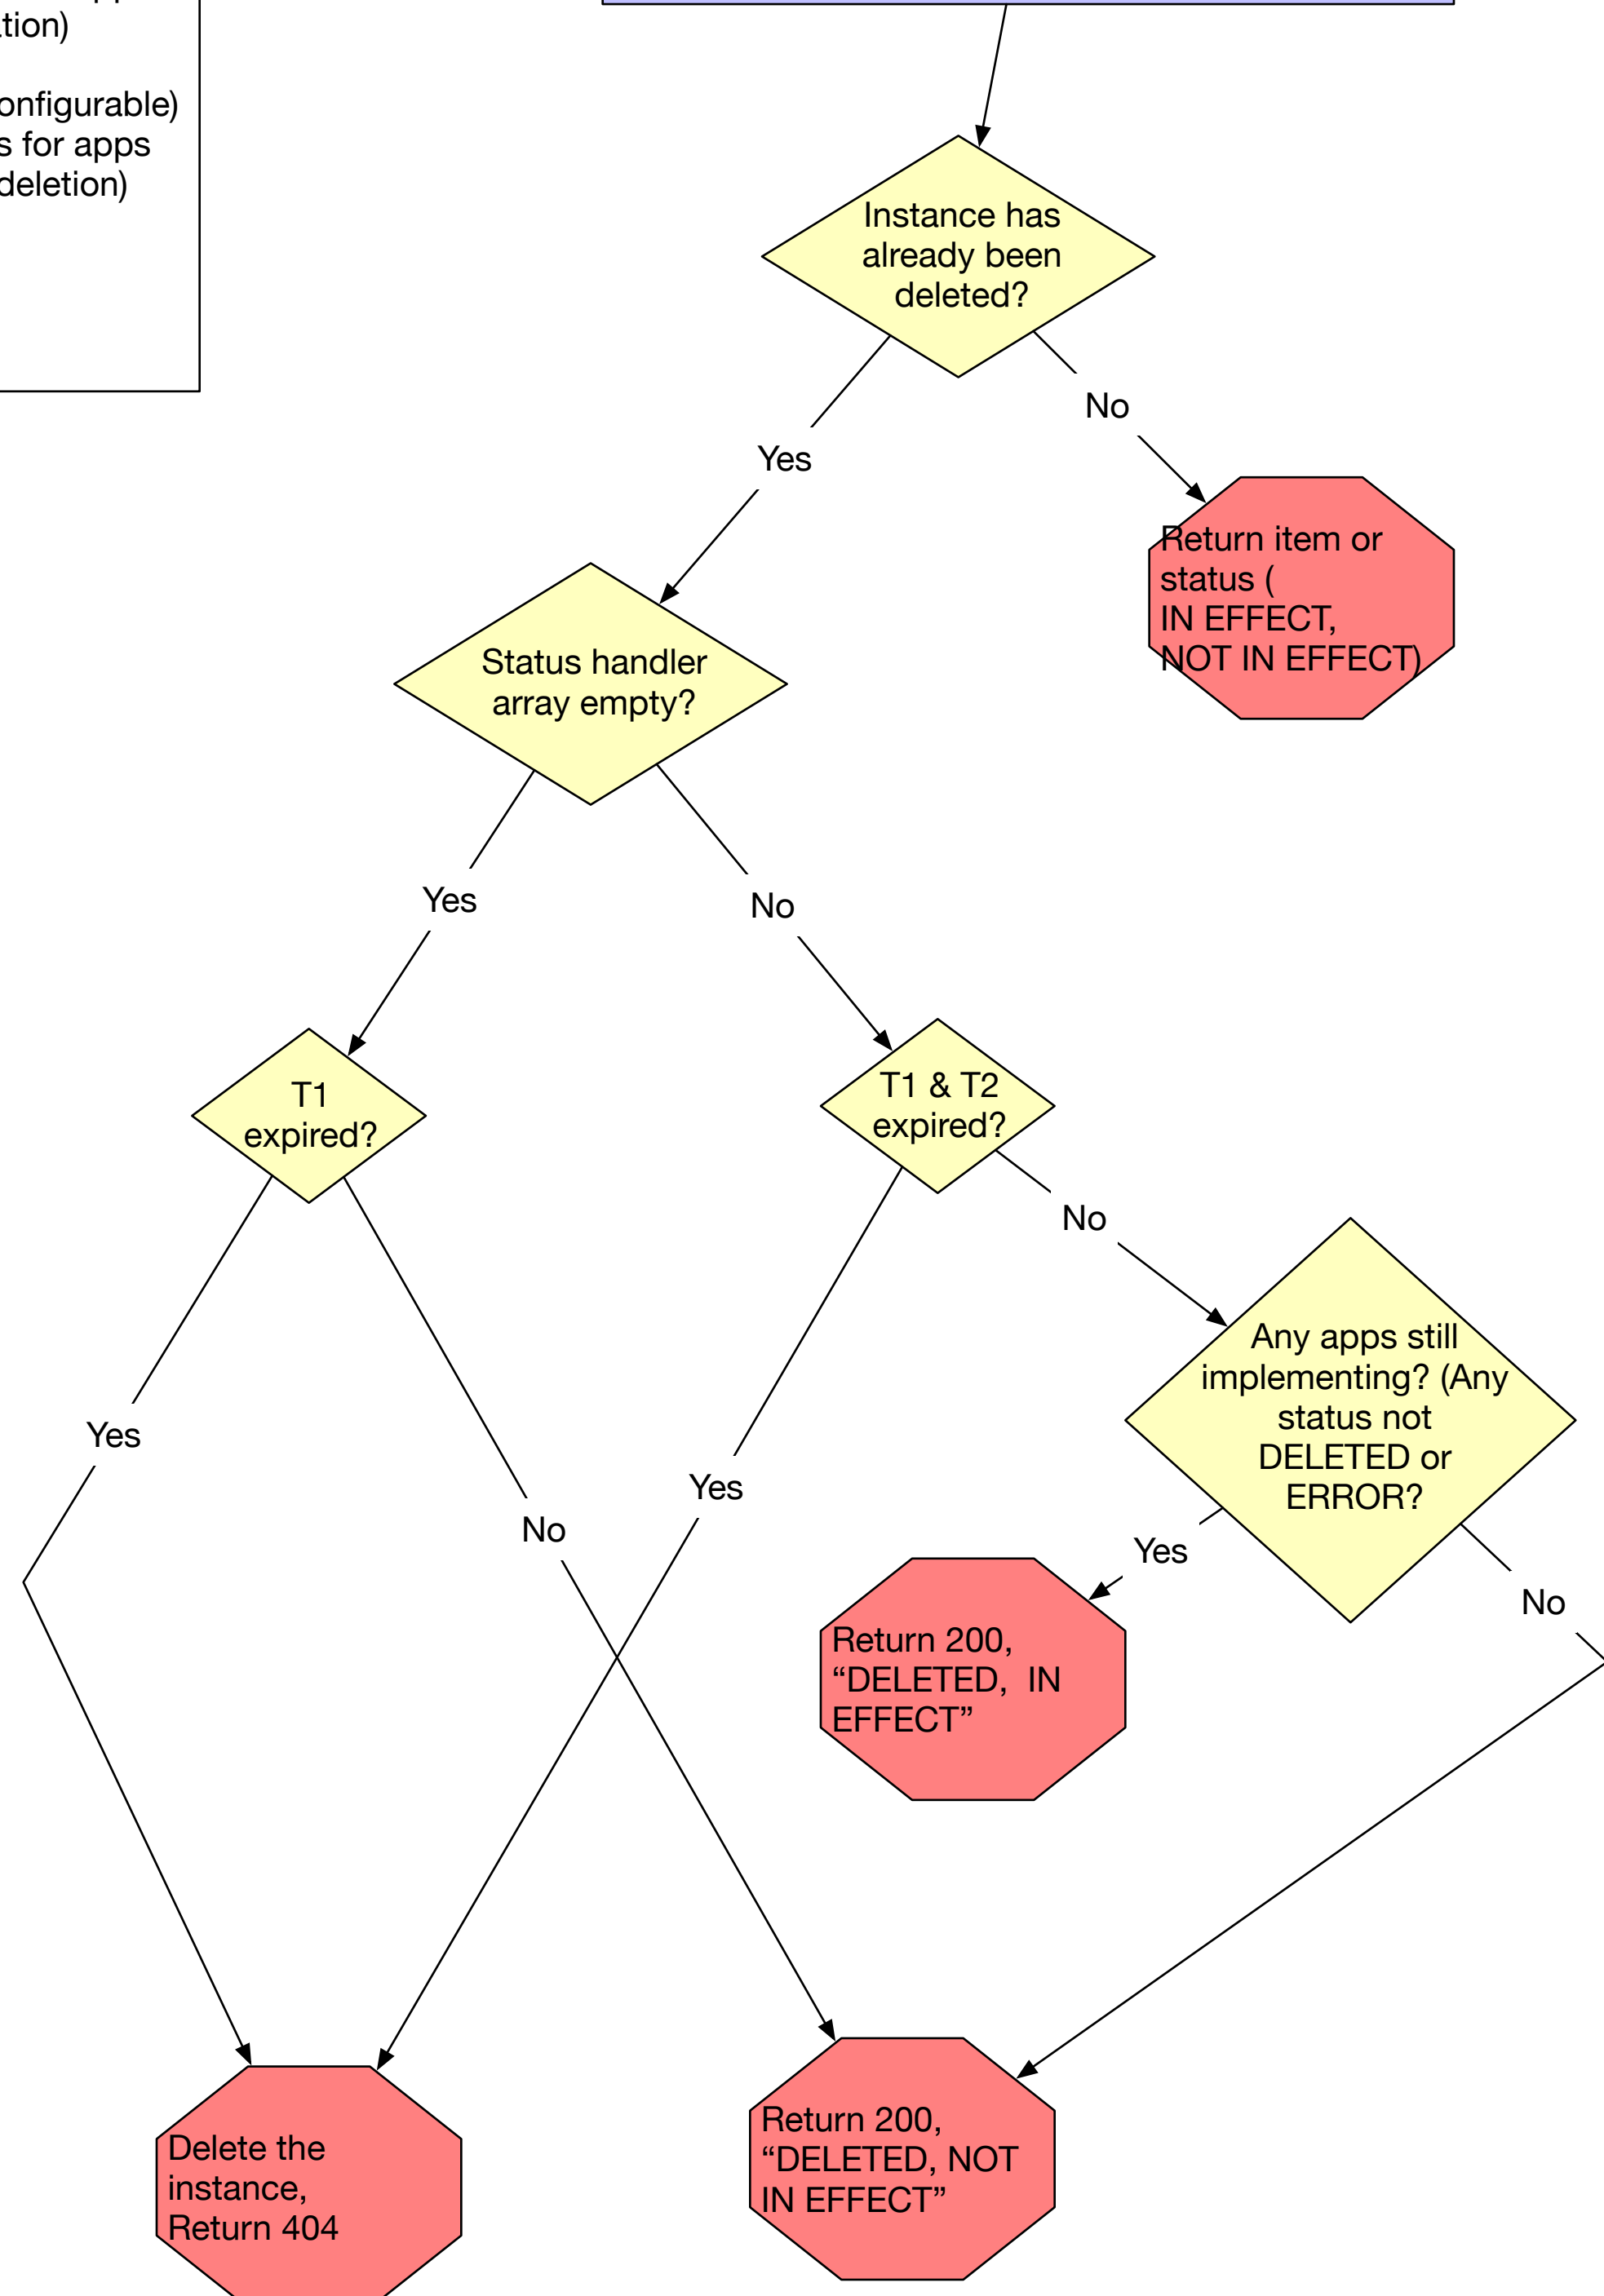 onfigurable)
s for apps
deletion)
Instance has
already been
deleted?
No
Yes
Return item or
status (
IN EFFECT,
NOT IN EFFECT)
Status handler
array empty?
Yes
No
T1
expired?
T1 & T2
expired?
No
Any apps still
implementing? (Any
status not
DELETED or
ERROR?
Yes
Yes
No
Yes
No
Return 200,
“DELETED,  IN
EFFECT”
Delete the
instance,
Return 404
Return 200,
“DELETED, NOT
IN EFFECT”